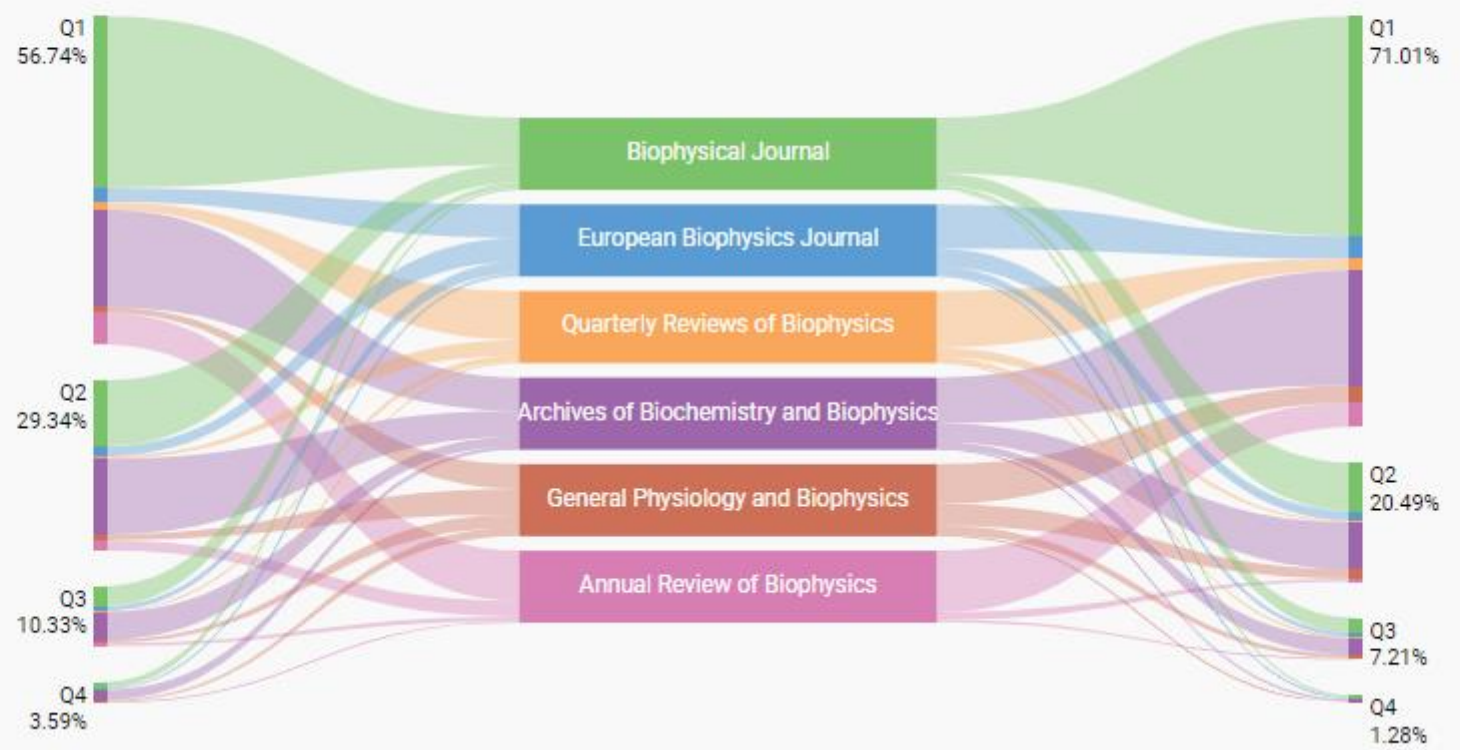 Q1
56.74%
Q2
29.34%
Q3
10.33%
Q4
3.59%
Biophysical Journal
European Biophysics Journal
Quarterly Reviews of Biophysics
Archives of Biochemistry and Biophysics
General Physiology and Biophysics
Annual Review of Biophysics
Q1
71.01%
Q2
20.49%
Q3
7.21%
Q4
1.28%